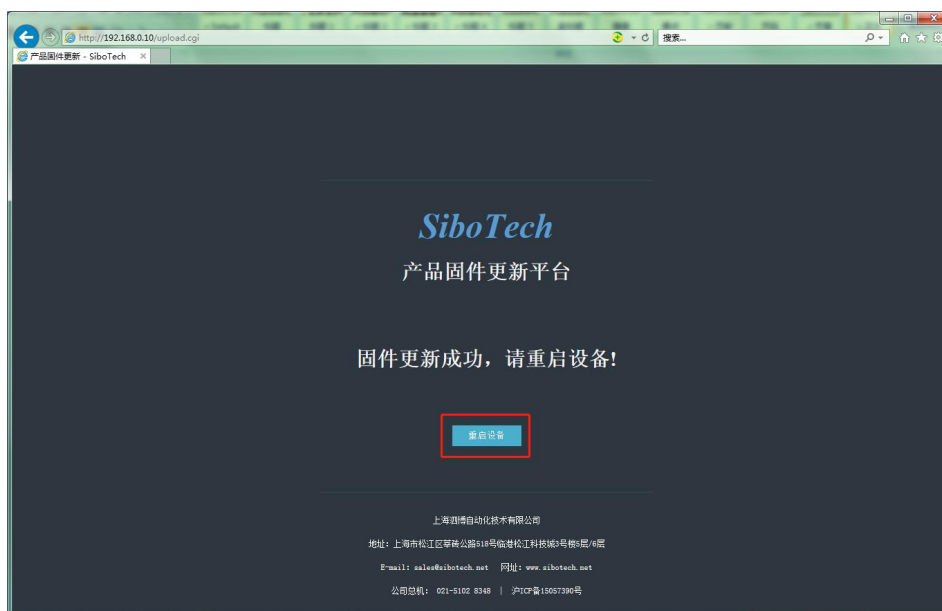 http://192.168.0.10/upload.cgi
搜索...
产品固件更新 - SiboTech
SiboTech
产品固件更新平台
固件更新成功，请重启设备!
重启设备
上海泗博自动化技术有限公司
地址：上海市松江区莘砖公路518号临港松江科技城3号楼5层/6层
E-mail: sales@sibotech.net 网址: www.sibotech.net
公司总机： 021-5102 8348 | 沪ICP备15057390号